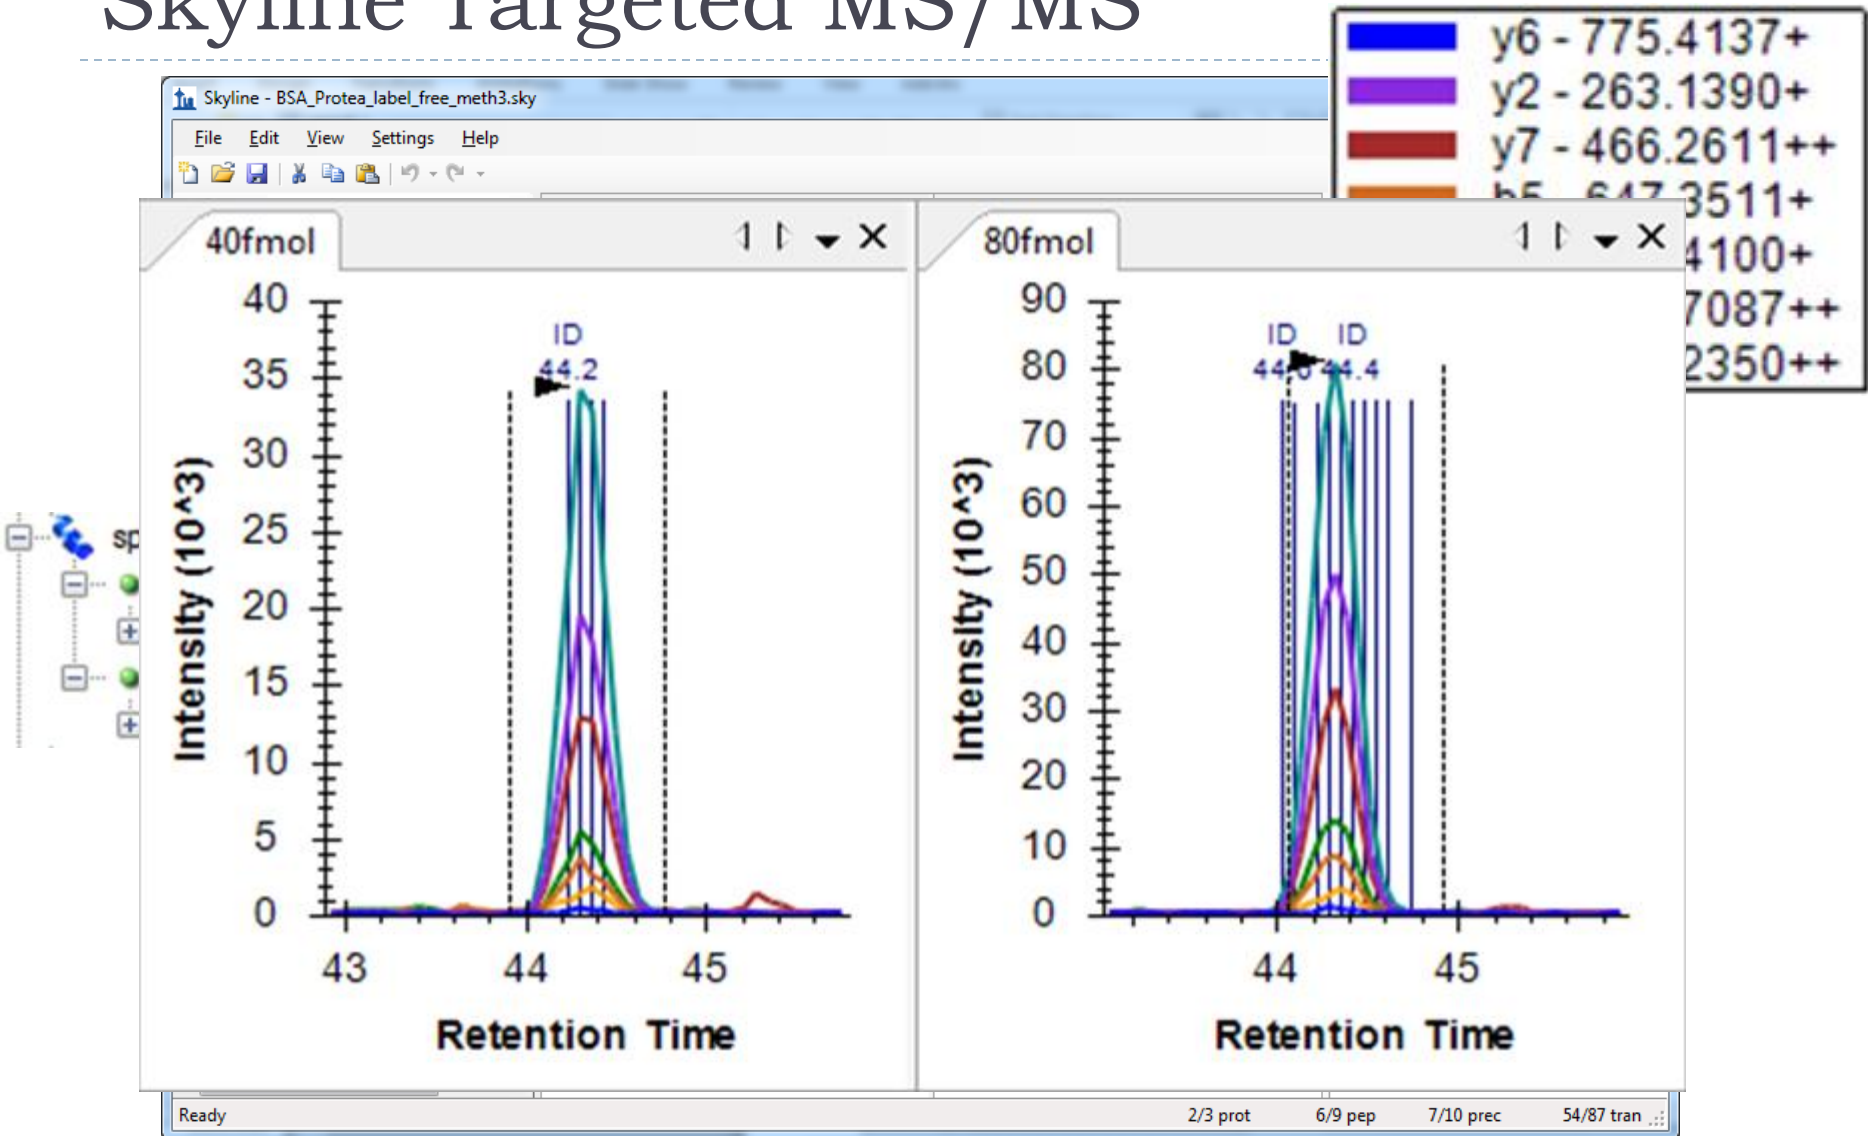 Skyline Targeted MS/MS
y6 - 775.4137+
y2 - 263.1390+
y7 - 466.2611++
b5 - 647.3511+
4100+
7087++
2350++
Skyline - BSA_Protea_label_free_meth3.sky
File Edit View Settings Help
40fmol
40
35
30
25
20
15
10
5
0
Intensity (10^3)
ID
44.2
43 44 45
Retention Time
80fmol
90
80
70
60
50
40
30
20
10
0
Intensity (10^3)
ID ID
44.4
44 45
Retention Time
sp
Ready 2/3 prot 6/9 pep 7/10 prec 54/87 tran